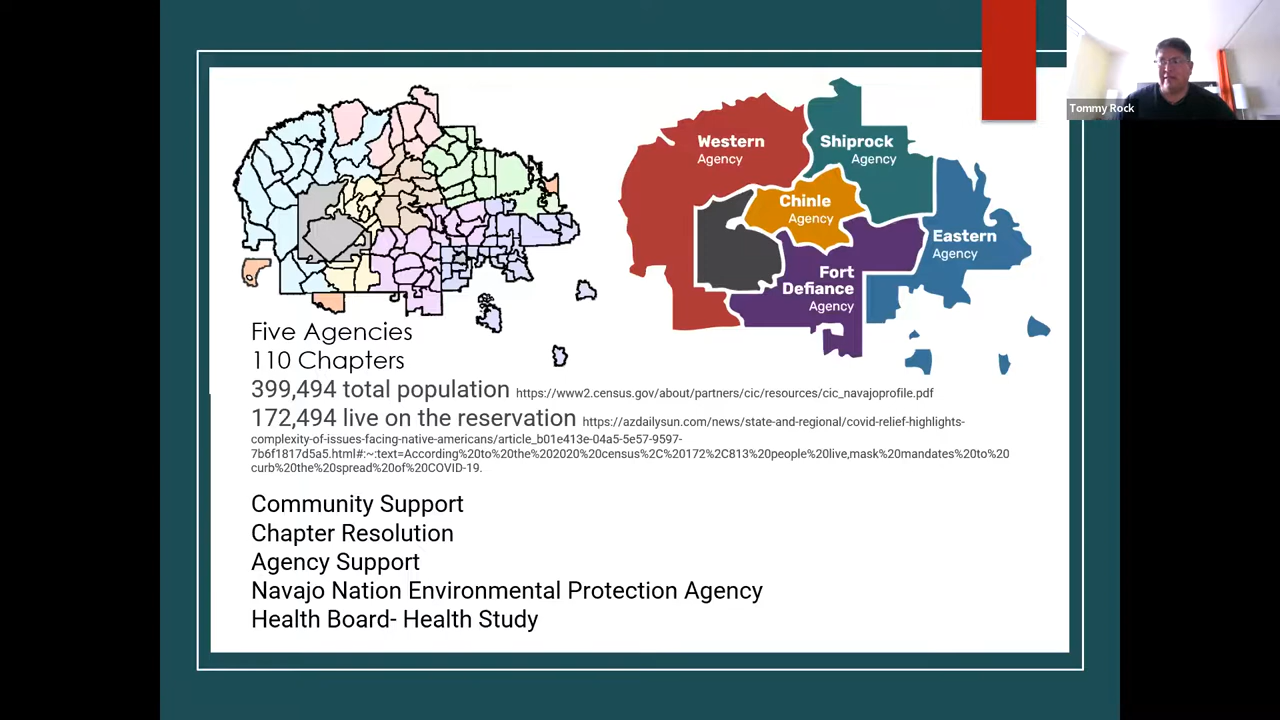 Tommy Rock
Western
Agency
Shiprock
Agency
Chinle
Agency
Eastern
Agency
Fort
Defiance
Agency
Five Agencies
110 Chapters
399,494 total population https://www2.census.gov/about/partners/cic/resources/cic_navajoprofile.pdf
172,494 live on the reservation https://azdailysun.com/news/state-and-regional/covid-relief-highlights-
complexity-of-issues-facing-native-americans/article_b01e413e-04a5-5e57-9597-
7b6f1817d5a5.html#:~:text=According%20to%20the%202020%20census%2C%20172%2C813%20people%20live,mask%20mandates%20to%20
curb%20the%20spread%20of%20COVID-19.
Community Support
Chapter Resolution
Agency Support
Navajo Nation Environmental Protection Agency
Health Board- Health Study